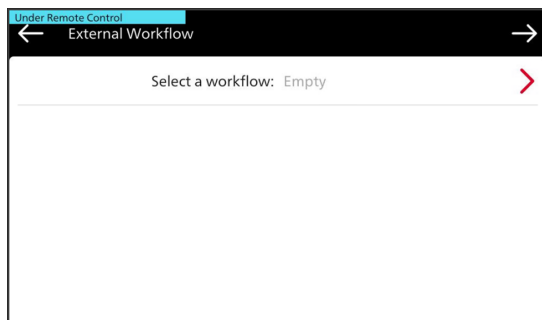 Under Remote Control
External Workflow
Select a workflow: Empty